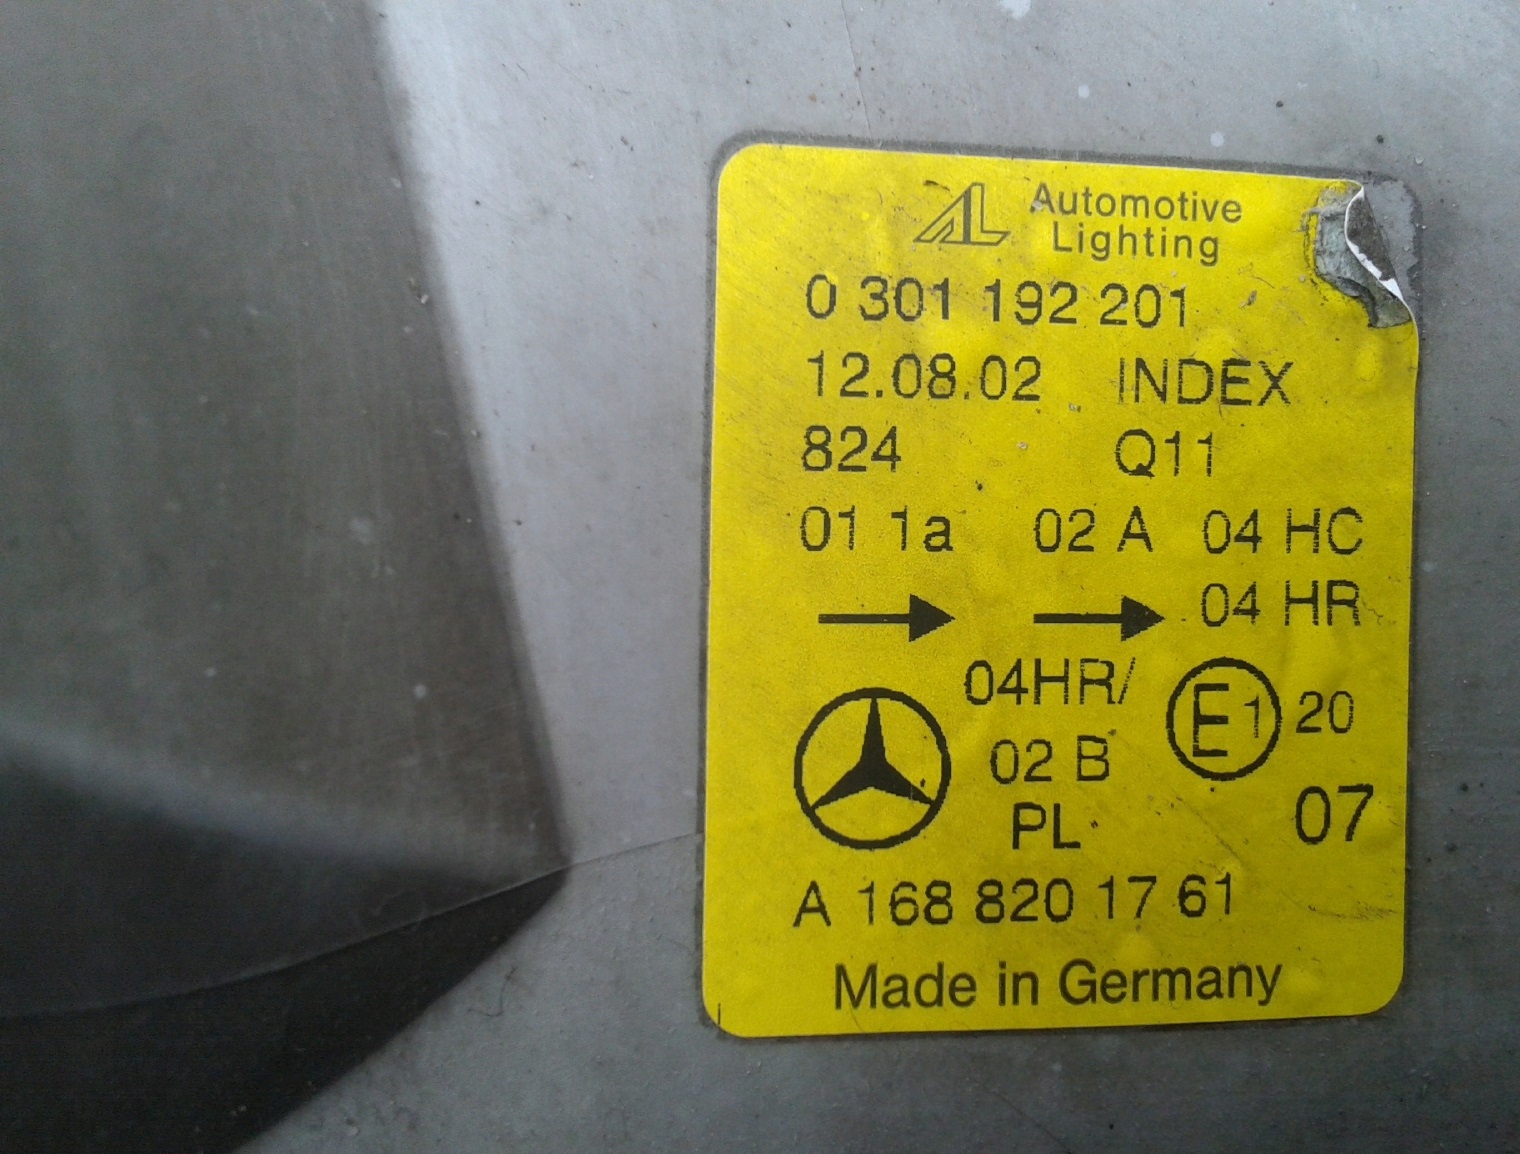 AL Automotive
Lighting
0 301 192 201
12.08.02 INDEX
824 Q11
01 1a 02 A 04 HC
04 HR
04HR/
E1 20
02 B
07
PL
A 168 820 17 61
Made in Germany